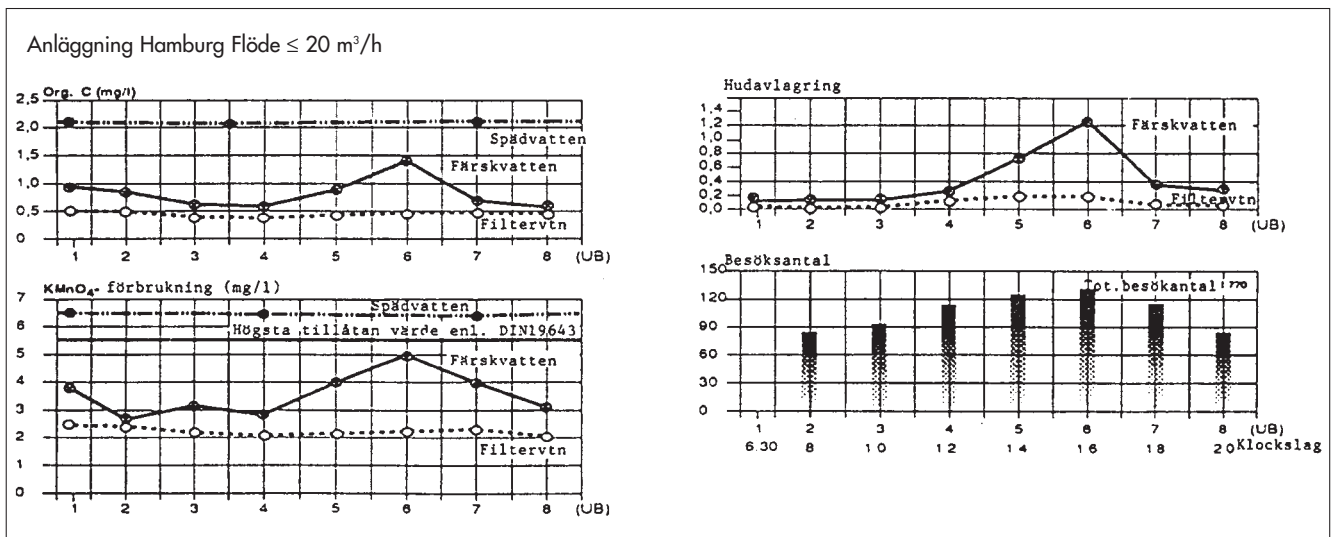 Anläggning Hamburg Flöde ≤ 20 m³/h
Org. C (mg/l)
2,5
2,0
1,5
1,0
0,5
0
Spädvatten
Färskvatten
Filtervtn
1 2 3 4 5 6 7 8 (UB)
KMnO₄- förbrukning (mg/l)
7
6
5
4
3
2
1
0
Spädvatten
Högsta tillåtan värde enl. DIN19643
Färskvatten
Filtervtn
1 2 3 4 5 6 7 8 (UB)
Hudavlagring
1,4
1,2
1,0
0,8
0,6
0,4
0,2
0,0
Färskvatten
Filtervtn
1 2 3 4 5 6 7 8 (UB)
Besöksantal
150
120
90
60
30
0
Tot.besökantal 1770
1 2 3 4 5 6 7 8 (UB)
6.30 8 10 12 14 16 18 20 Klockslag